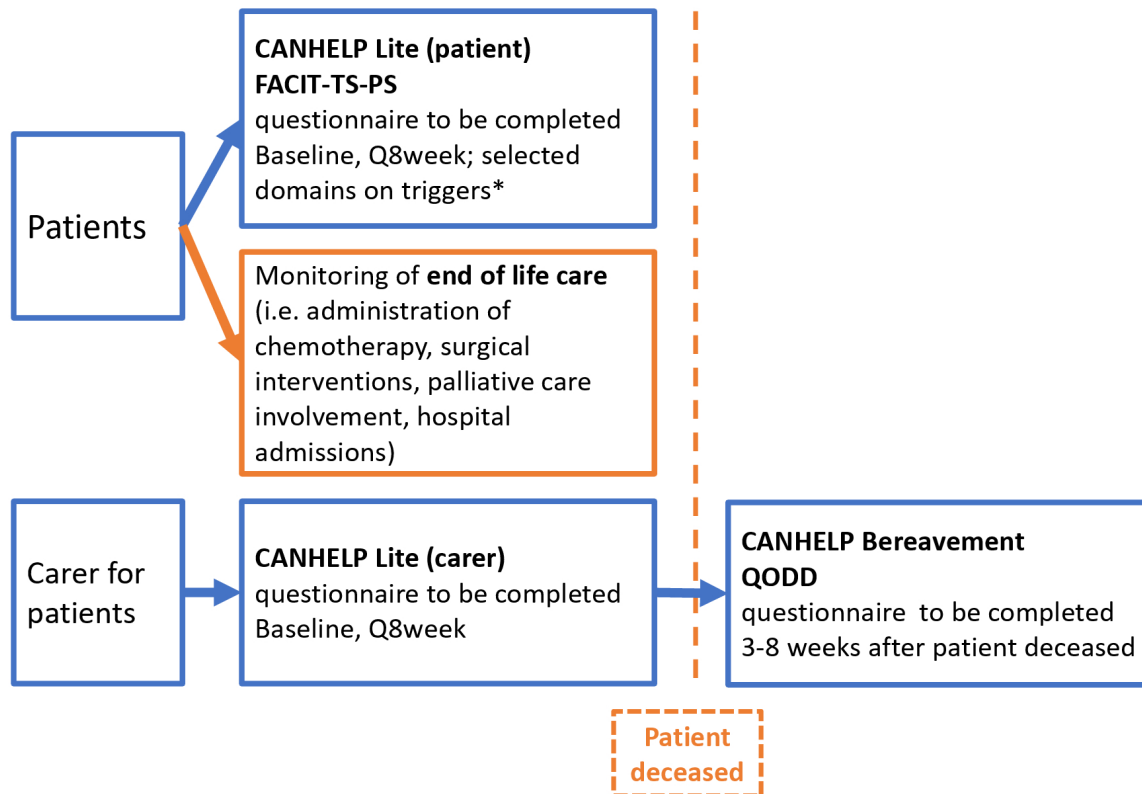 Patients
CANHELP Lite (patient)
FACIT-TS-PS
questionnaire to be completed
Baseline, Q8week; selected
domains on triggers*
Monitoring of end of life care
(i.e. administration of
chemotherapy, surgical
interventions, palliative care
involvement, hospital
admissions)
Carer for
patients
CANHELP Lite (carer)
questionnaire to be completed
Baseline, Q8week
CANHELP Bereavement
QODD
questionnaire to be completed
3-8 weeks after patient deceased
Patient
deceased